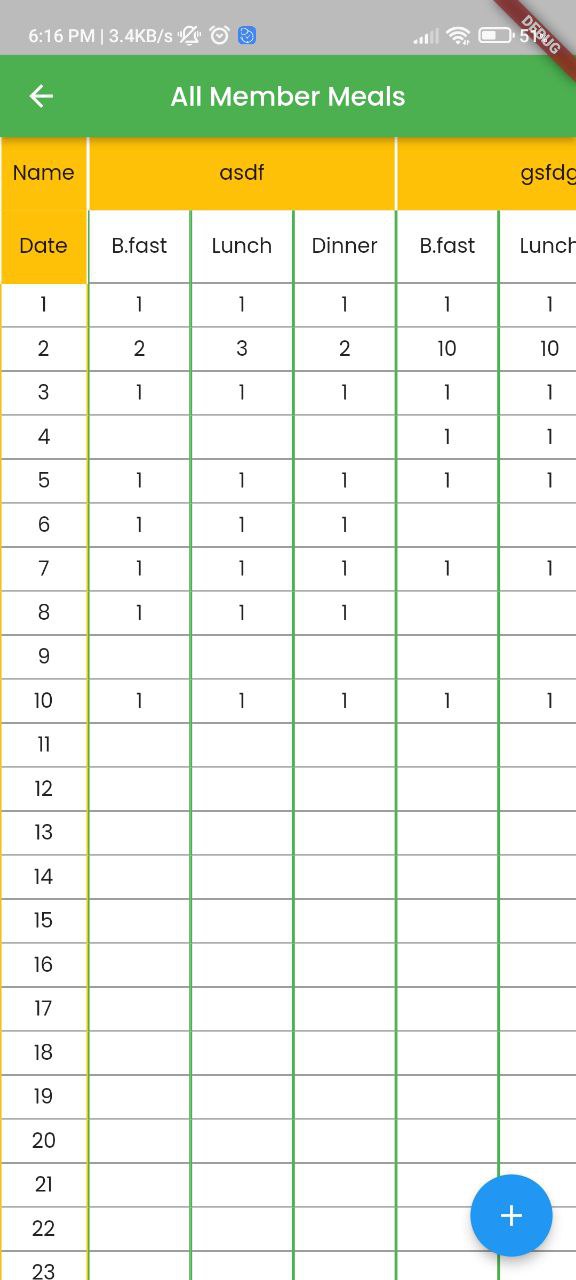 6:16 PM | 3.4KB/s
DEBUG
All Member Meals
Name asdf gsfdg
Date B.fast Lunch Dinner B.fast Lunch
1 1 1 1 1 1
2 2 3 2 10 10
3 1 1 1 1 1
4 1 1
5 1 1 1 1 1
6 1 1 1
7 1 1 1 1 1
8 1 1 1
9
10 1 1 1 1 1
11
12
13
14
15
16
17
18
19
20
21
22
23